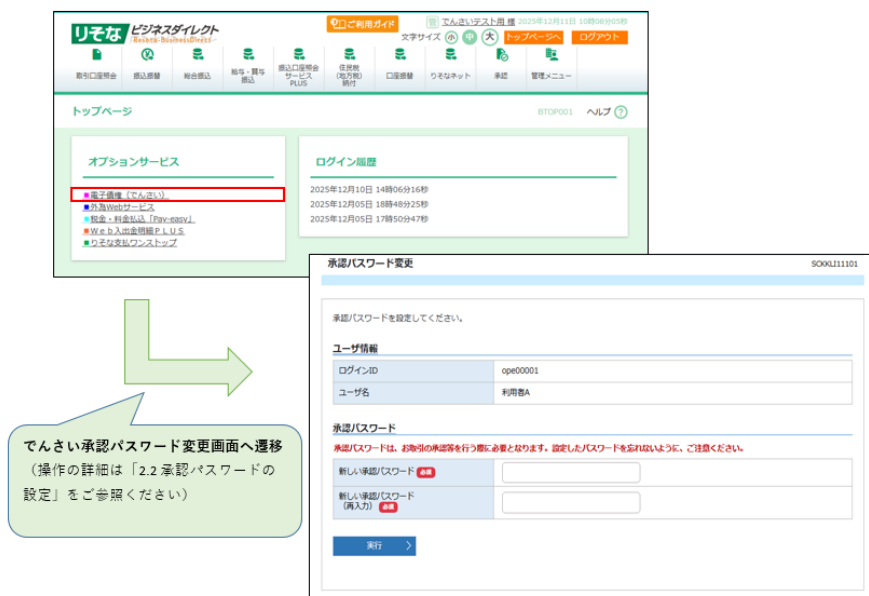 りそな ビジネスダイレクト
Resona Business Direct
ご利用ガイド
でんさいテスト用 様 2025年12月11日 10時08分05秒
文字サイズ 小 中 大 トップページへ ログアウト
取引口座照会
振込振替
総合振込
給与・賞与
振込
振込口座照会
サービス
PLUS
住民税
(地方税)
納付
口座振替
りそなネット
承認
管理メニュー
トップページ
BTOP001 ヘルプ ?
オプションサービス
■電子債権（でんさい）
■外為Webサービス
■税金・料金払込「Pay-easy」
■Ｗｅｂ入出金明細ＰＬＵＳ
■りそな支払ワンストップ
ログイン履歴
2025年12月10日 14時06分16秒
2025年12月05日 18時48分25秒
2025年12月05日 17時50分47秒
承認パスワード変更
SCKKLI11101
承認パスワードを設定してください。
ユーザ情報
ログインID ope00001
ユーザ名 利用者A
承認パスワード
承認パスワードは、お取引の承認等を行う際に必要となります。設定したパスワードを忘れないように、ご注意ください。
新しい承認パスワード 必須
新しい承認パスワード
（再入力） 必須
実行
でんさい承認パスワード変更画面へ遷移
（操作の詳細は「2.2 承認パスワードの
設定」をご参照ください）